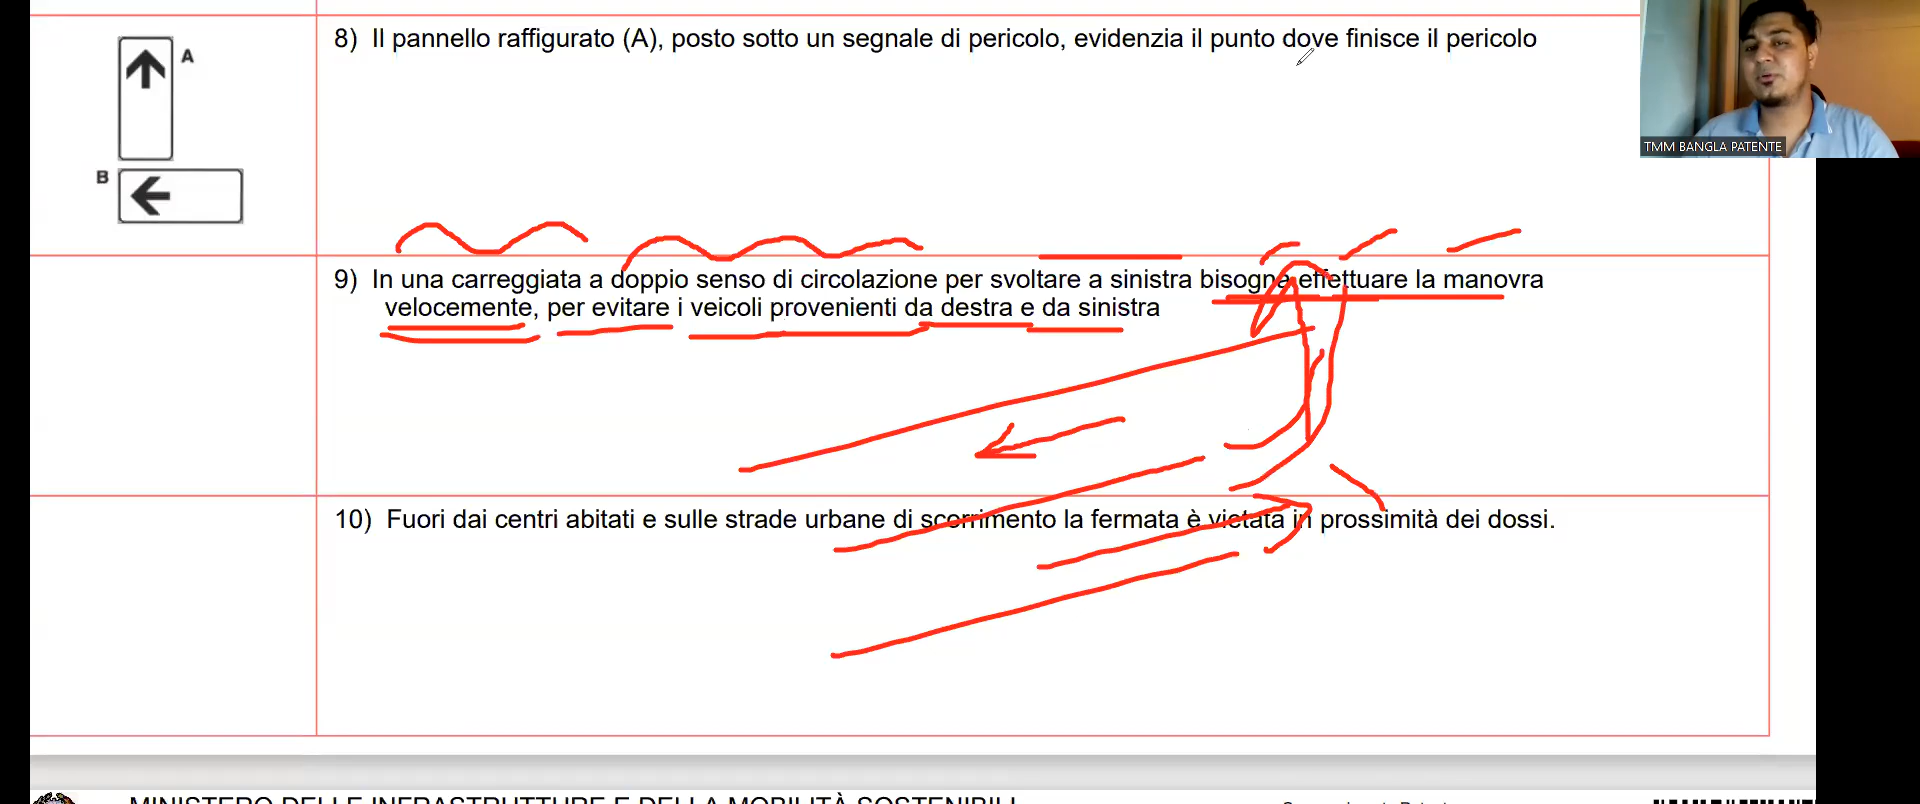 A
8) Il pannello raffigurato (A), posto sotto un segnale di pericolo, evidenzia il punto dove finisce il pericolo
TMM BANGLA PATENTE
B
9) In una carreggiata a doppio senso di circolazione per svoltare a sinistra bisogna effettuare la manovra
velocemente, per evitare i veicoli provenienti da destra e da sinistra
10) Fuori dai centri abitati e sulle strade urbane di scorrimento la fermata è vietata in prossimità dei dossi.
MINISTERO DELLE INFRASTRUTTURE E DELLA MOBILITÀ SOSTENIBILI